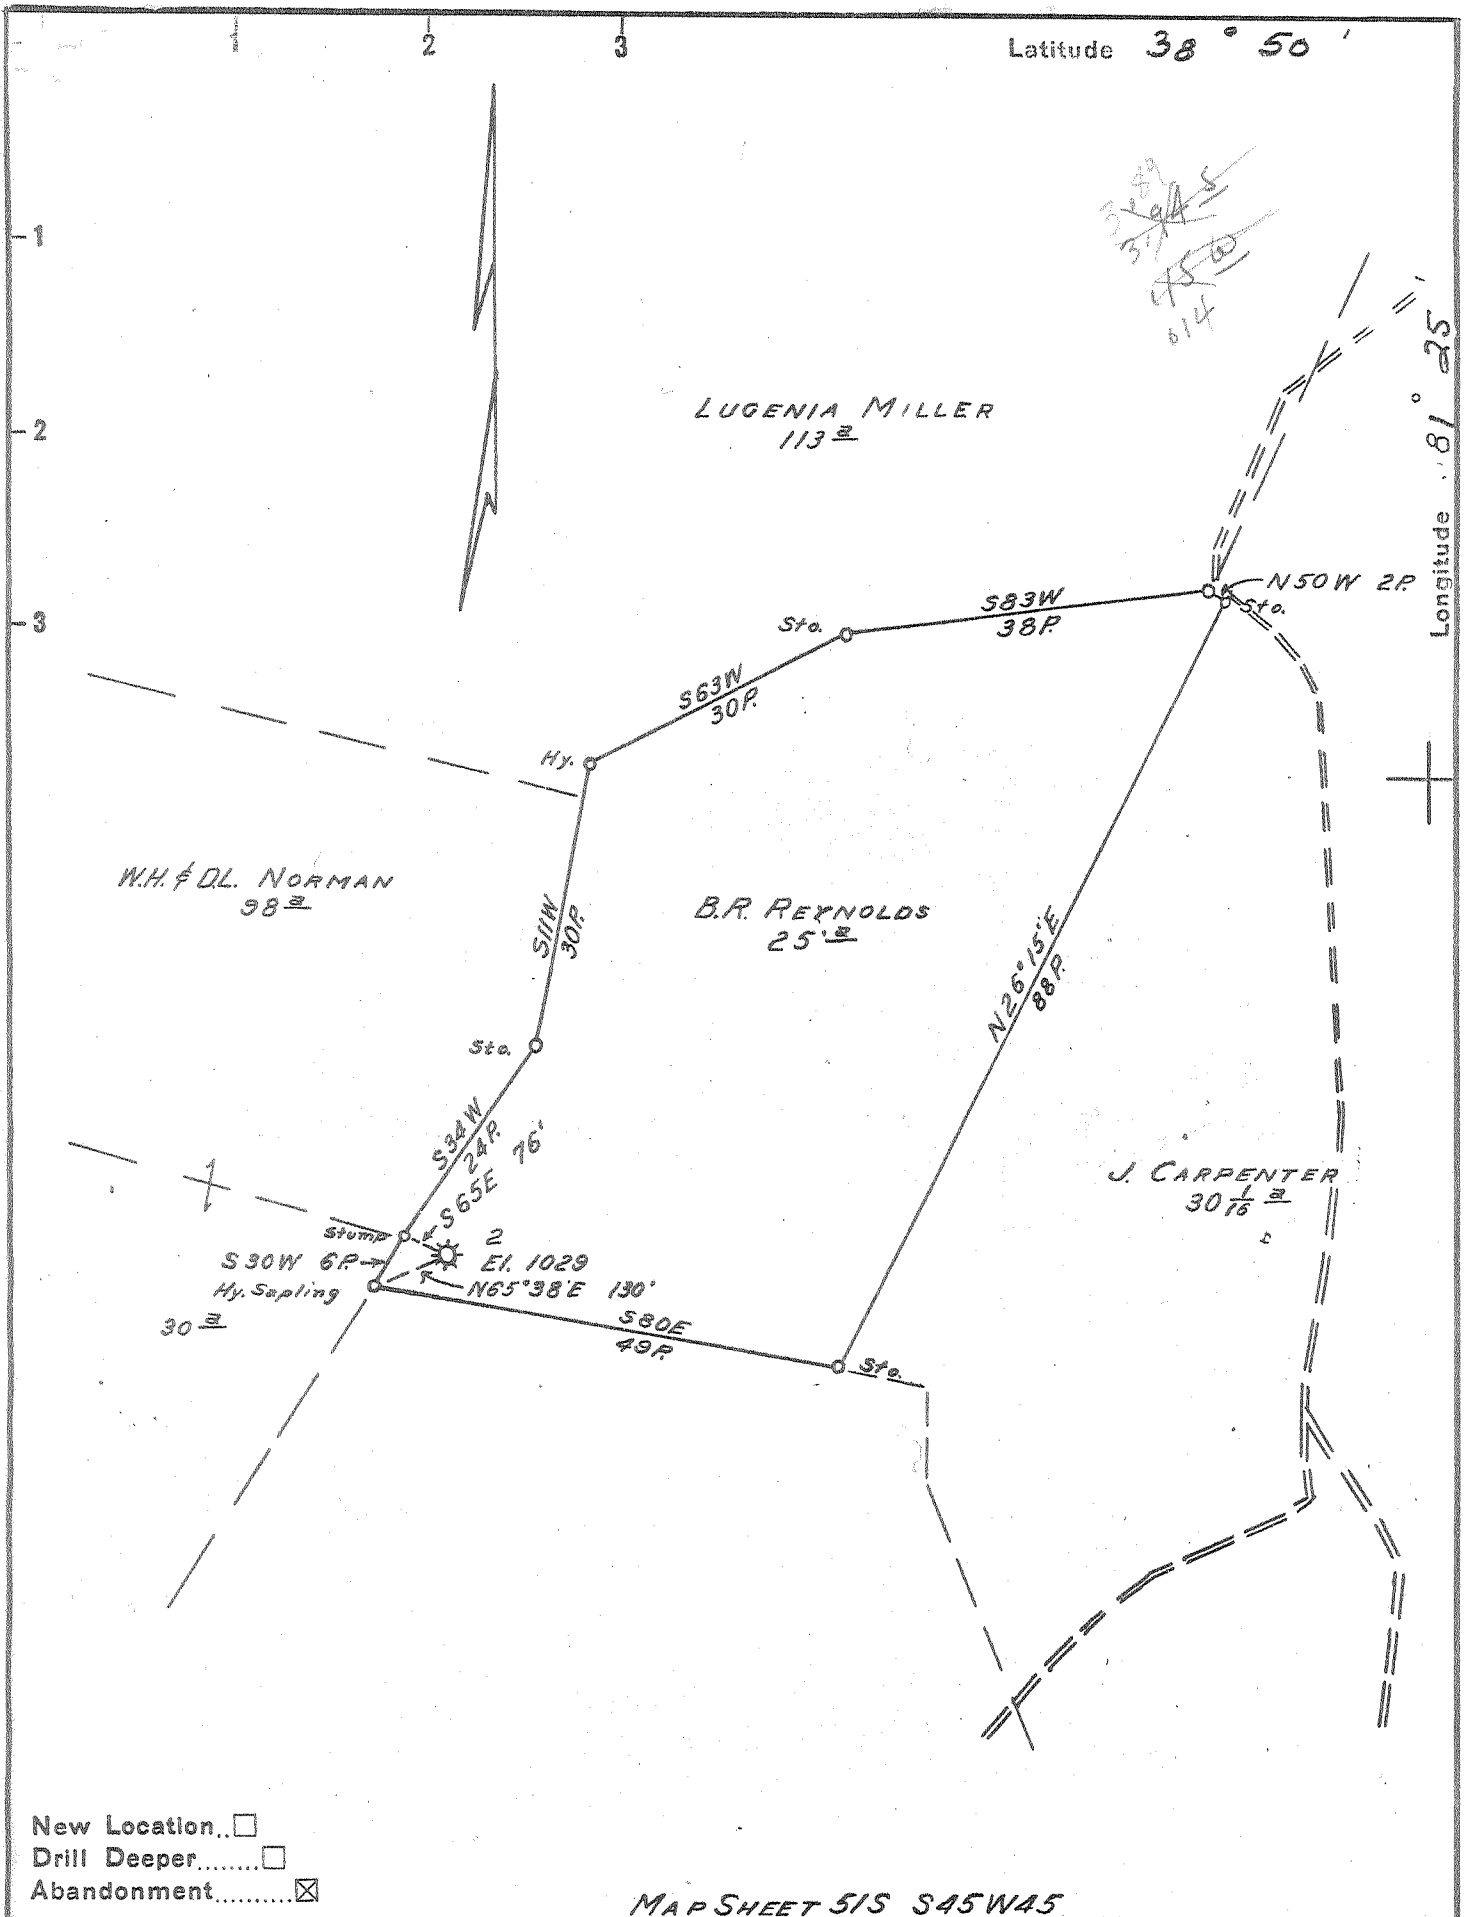 2 3
Latitude 38° 50'
1
2
3
Longitude 81° 25'
LUGENIA MILLER
113 a
N50W 2P.
Sto.
S83W
38P.
Sto.
S63W
30P.
Hy.
W.H. & D.L. NORMAN
98 a
B.R. REYNOLDS
25 a
S11W
30P.
N26°15'E
88P.
Sto.
S34W
24P.
S65E 76'
J. CARPENTER
30 1/16 a
Stump
2
S30W 6P.
El. 1029
Hy. Sapling
N65°38'E 130'
30 a
S80E
49P.
Sto.
New Location..☐
Drill Deeper........☐
Abandonment..........☒
MAP SHEET 51S S45W45